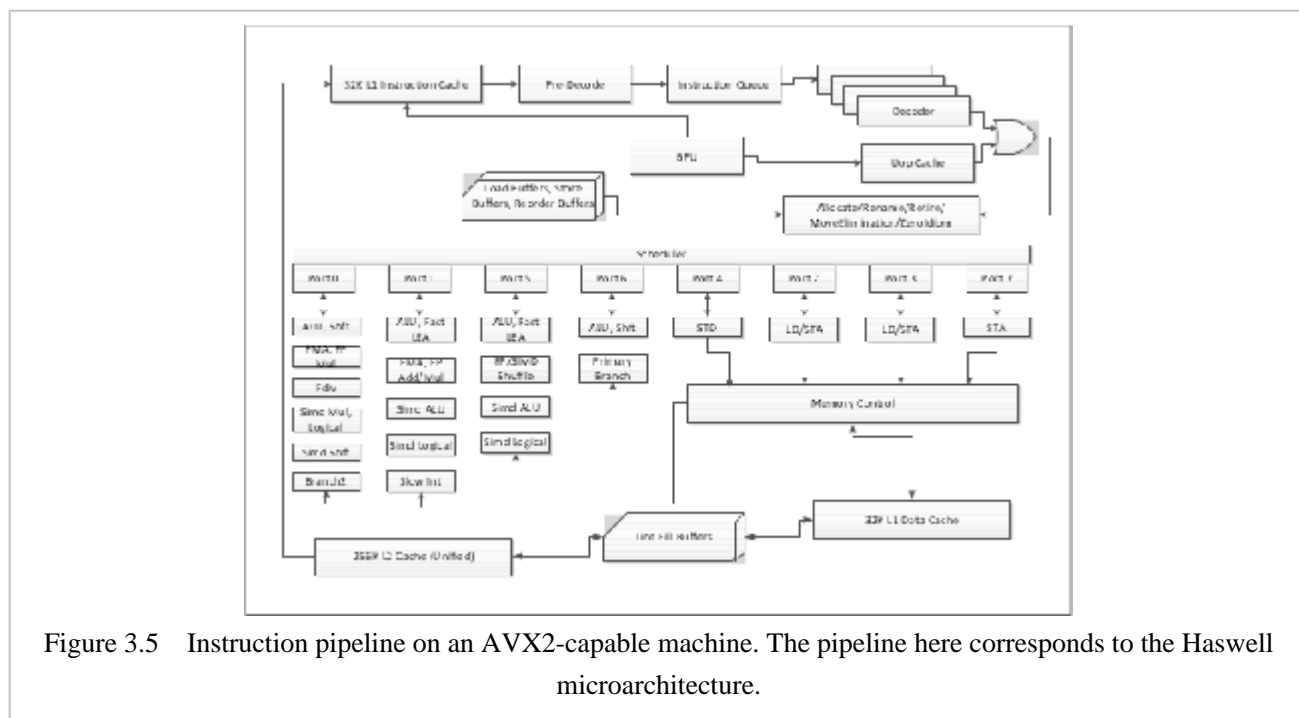 32K L1 Instruction Cache
Pre-Decode
Instruction Queue
Decoder
BPU
Uop Cache
Load Buffers, Store
Buffers, Reorder Buffers
Allocate/Rename/Retire/
MoveElimination/ZeroIdiom
Scheduler
Port 0
Port 1
Port 5
Port 6
Port 4
Port 2
Port 3
Port 7
ALU, Shft
ALU, Fast
LEA
ALU, Fast
LEA
ALU, Shft
STD
LD/STA
LD/STA
STA
FMA, FP
Mul
FMA, FP
Add/Mul
FP/SIMD
Shuffle
Primary
Branch
Fdiv
Simd Mul,
Logical
Simd ALU
Simd ALU
Memory Control
Simd Shft
Simd Logical
Simd Logical
Branch2
Slow Int
32K L1 Data Cache
Line Fill Buffers
256K L2 Cache (Unified)
Figure 3.5 Instruction pipeline on an AVX2-capable machine. The pipeline here corresponds to the Haswell
microarchitecture.